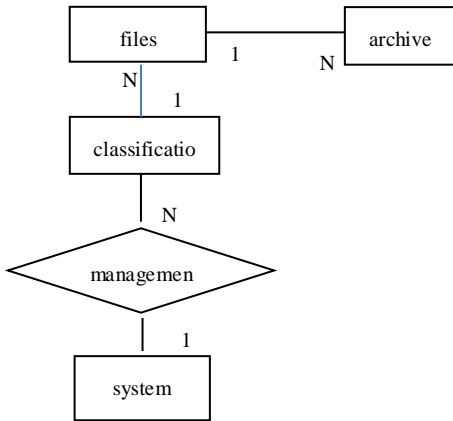 files
archive
1
N
N
1
classificatio
N
managemen
1
system